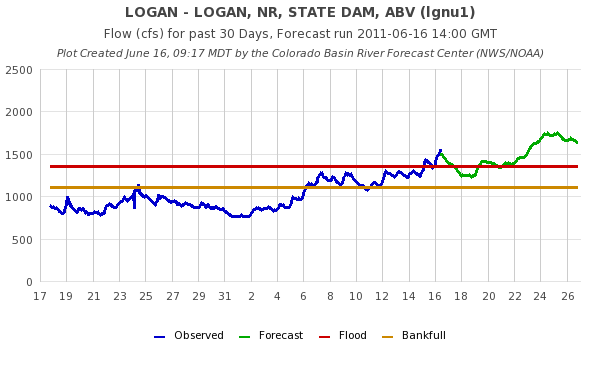 LOGAN - LOGAN, NR, STATE DAM, ABV (lgnu1)
Flow (cfs) for past 30 Days, Forecast run 2011-06-16 14:00 GMT
Plot Created June 16, 09:17 MDT by the Colorado Basin River Forecast Center (NWS/NOAA)
2500
2000
1500
1000
500
0
17 19 21 23 25 27 29 31 2 4 6 8 10 12 14 16 18 20 22 24 26
Observed Forecast Flood Bankfull